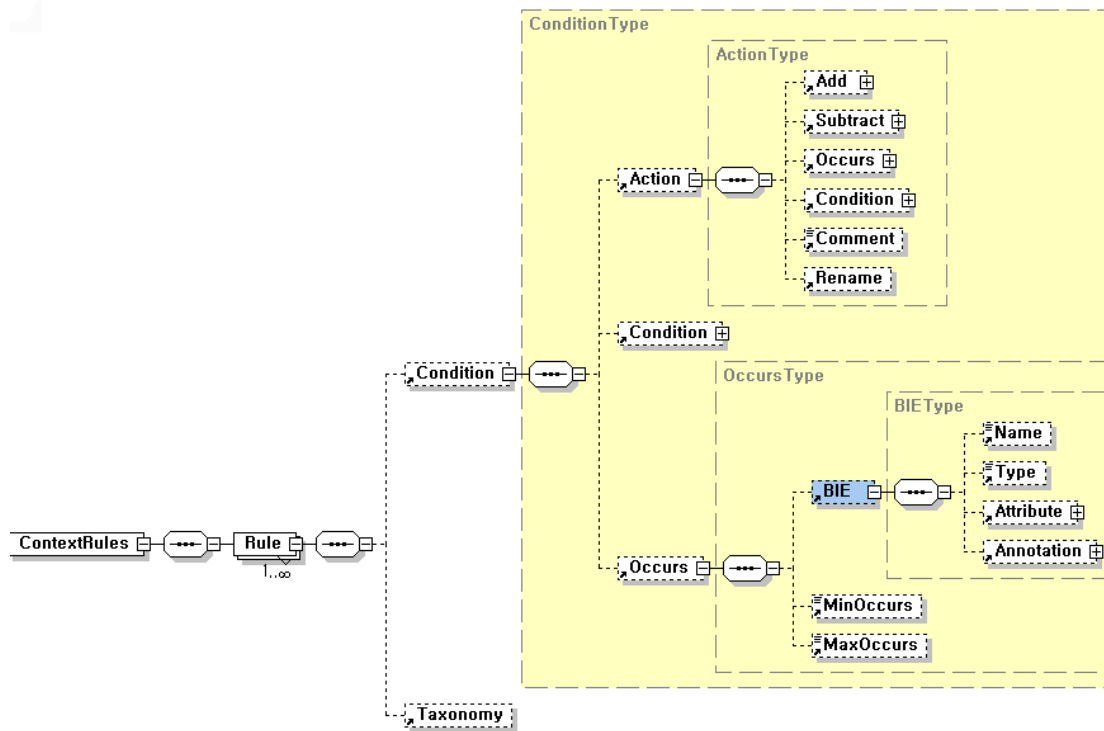 ConditionType
ActionType
Add
Subtract
Occurs
Action
Condition
Comment
Rename
Condition
Condition
OccursType
BIEType
Name
Type
BIE
Attribute
ContextRules
Rule
Annotation
1..∞
Occurs
MinOccurs
MaxOccurs
Taxonomy